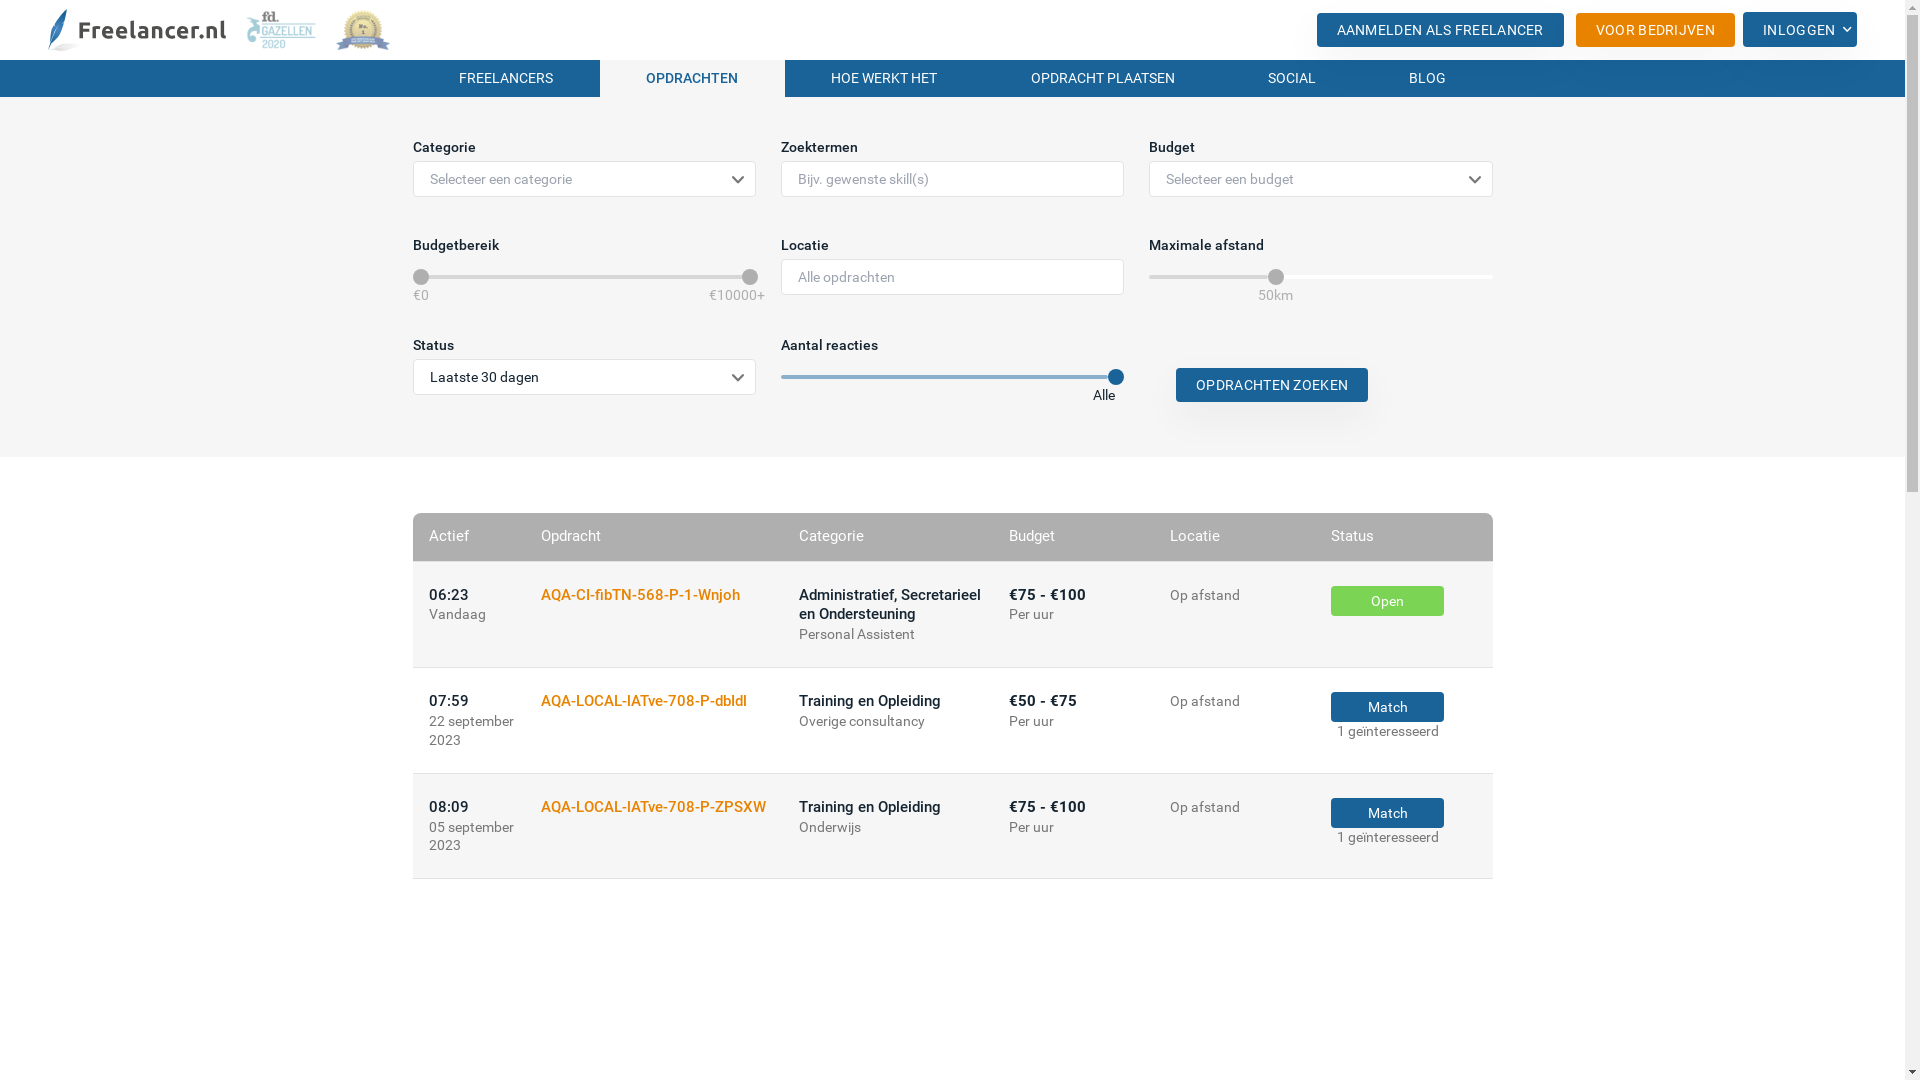 Freelancer.nl
fd.
GAZELLEN
2020
AANMELDEN ALS FREELANCER
VOOR BEDRIJVEN
INLOGGEN
FREELANCERS
OPDRACHTEN
HOE WERKT HET
OPDRACHT PLAATSEN
SOCIAL
BLOG
Categorie
Selecteer een categorie
Zoektermen
Bijv. gewenste skill(s)
Budget
Selecteer een budget
Budgetbereik
€0
€10000+
Locatie
Alle opdrachten
Maximale afstand
50km
Status
Laatste 30 dagen
Aantal reacties
Alle
OPDRACHTEN ZOEKEN
Actief
Opdracht
Categorie
Budget
Locatie
Status
06:23
Vandaag
AQA-CI-fibTN-568-P-1-Wnjoh
Administratief, Secretarieel
en Ondersteuning
Personal Assistent
€75 - €100
Per uur
Op afstand
Open
07:59
22 september
2023
AQA-LOCAL-lATve-708-P-dbIdI
Training en Opleiding
Overige consultancy
€50 - €75
Per uur
Op afstand
Match
1 geïnteresseerd
08:09
05 september
2023
AQA-LOCAL-lATve-708-P-ZPSXW
Training en Opleiding
Onderwijs
€75 - €100
Per uur
Op afstand
Match
1 geïnteresseerd